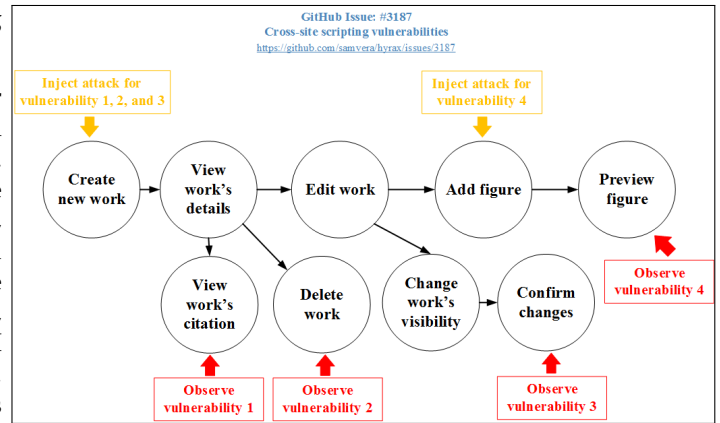 GitHub Issue: #3187
Cross-site scripting vulnerabilities
https://github.com/samvera/hyrax/issues/3187
Inject attack for
vulnerability 1, 2, and 3
Inject attack for
vulnerability 4
Create
new work
View
work's
details
Edit work
Add figure
Preview
figure
View
work's
citation
Delete
work
Change
work's
visibility
Confirm
changes
Observe
vulnerability 4
Observe
vulnerability 1
Observe
vulnerability 2
Observe
vulnerability 3